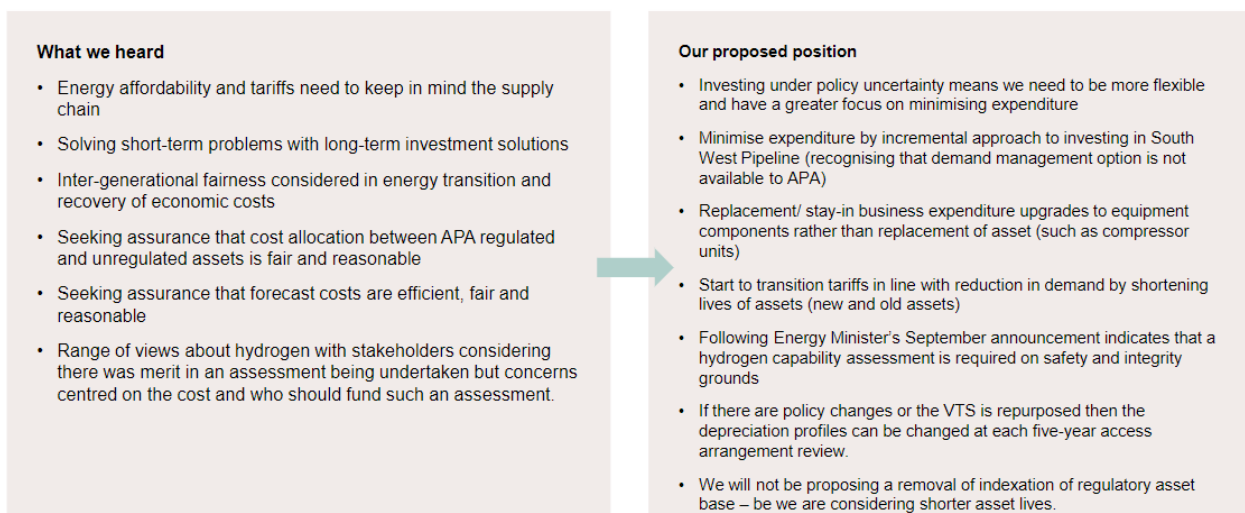 What we heard
• Energy affordability and tariffs need to keep in mind the supply
chain
• Solving short-term problems with long-term investment solutions
• Inter-generational fairness considered in energy transition and
recovery of economic costs
• Seeking assurance that cost allocation between APA regulated
and unregulated assets is fair and reasonable
• Seeking assurance that forecast costs are efficient, fair and
reasonable
• Range of views about hydrogen with stakeholders considering
there was merit in an assessment being undertaken but concerns
centred on the cost and who should fund such an assessment.
Our proposed position
• Investing under policy uncertainty means we need to be more flexible
and have a greater focus on minimising expenditure
• Minimise expenditure by incremental approach to investing in South
West Pipeline (recognising that demand management option is not
available to APA)
• Replacement/ stay-in business expenditure upgrades to equipment
components rather than replacement of asset (such as compressor
units)
• Start to transition tariffs in line with reduction in demand by shortening
lives of assets (new and old assets)
• Following Energy Minister's September announcement indicates that a
hydrogen capability assessment is required on safety and integrity
grounds
• If there are policy changes or the VTS is repurposed then the
depreciation profiles can be changed at each five-year access
arrangement review.
• We will not be proposing a removal of indexation of regulatory asset
base – be we are considering shorter asset lives.